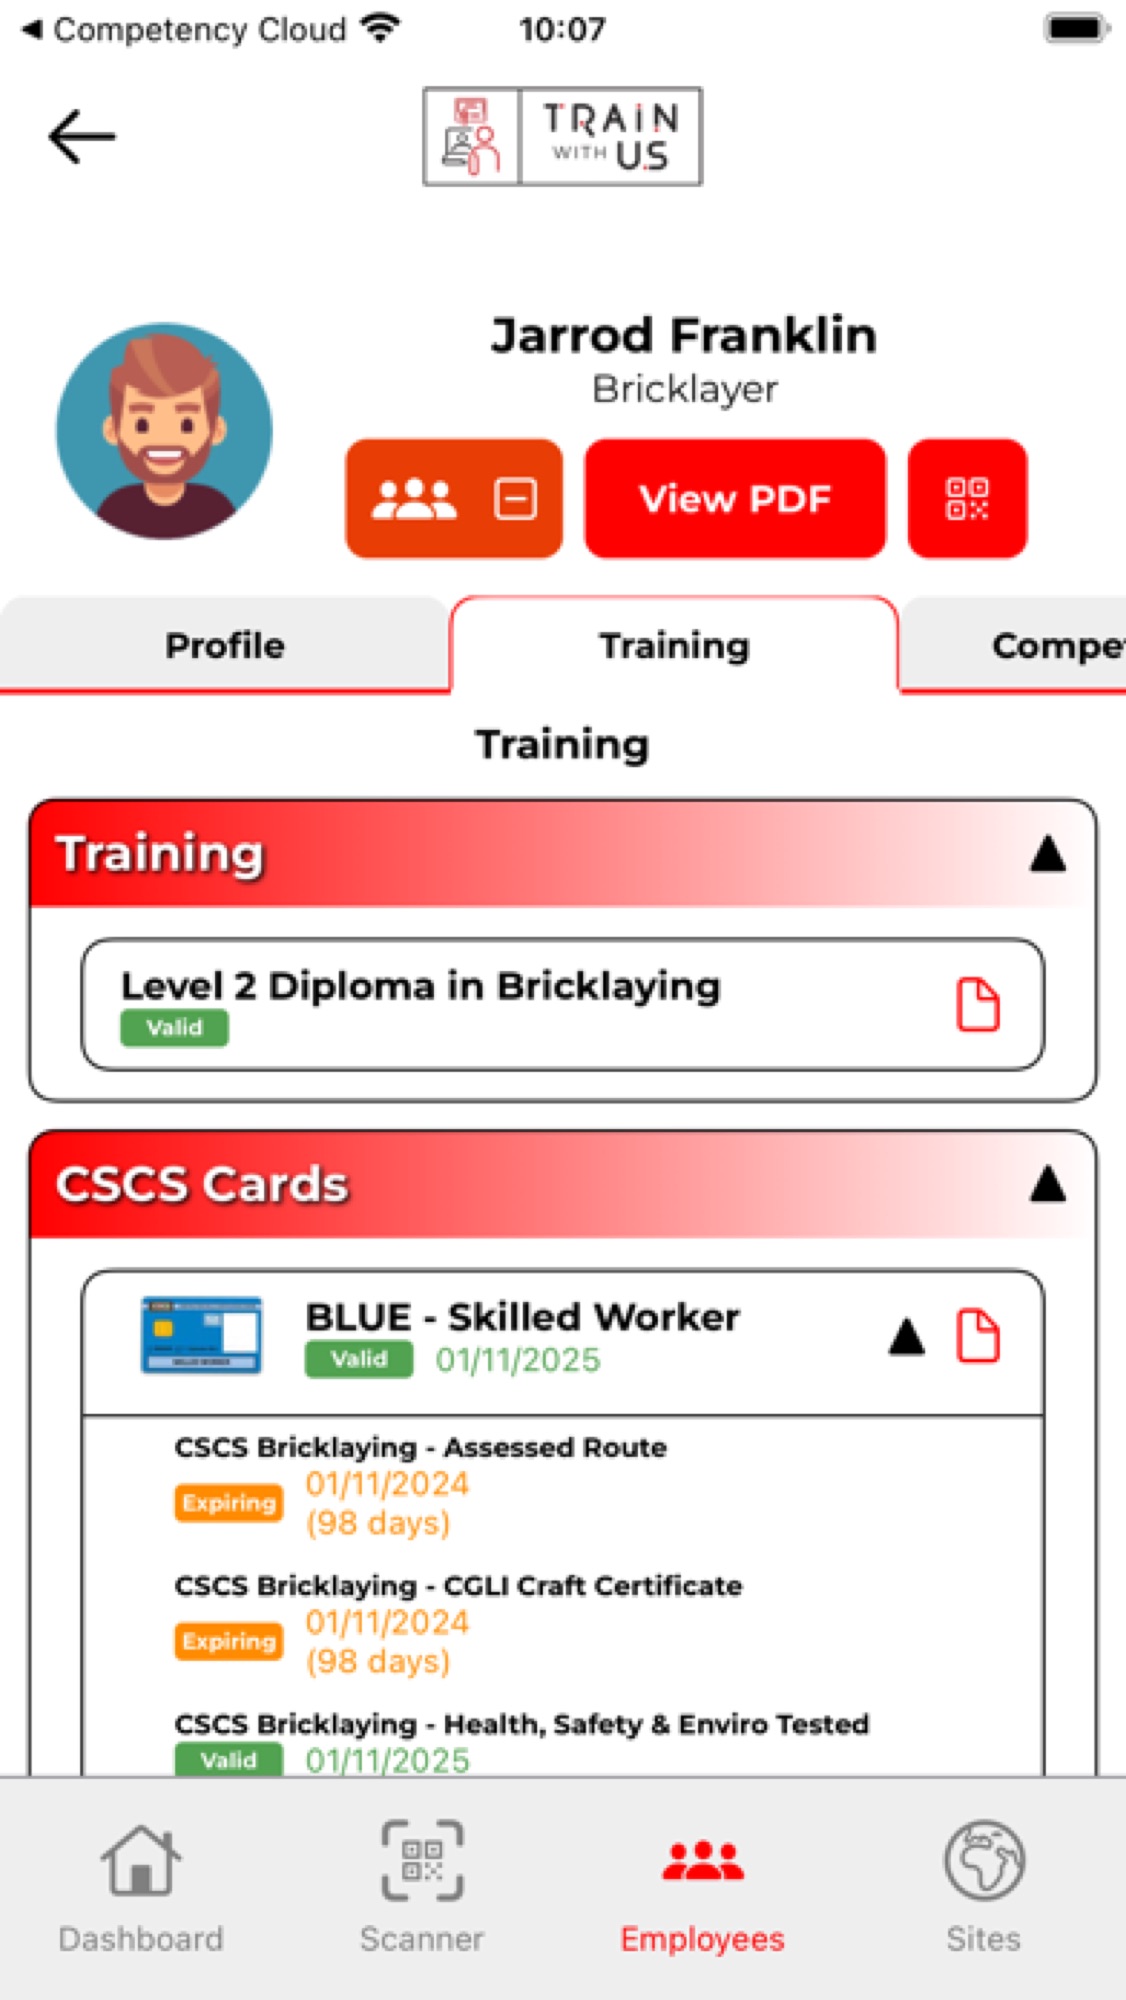 Competency Cloud
10:07
TRAIN
WITH US
Jarrod Franklin
Bricklayer
View PDF
Profile
Training
Compe
Training
Training
Level 2 Diploma in Bricklaying
Valid
CSCS Cards
BLUE - Skilled Worker
Valid 01/11/2025
CSCS Bricklaying - Assessed Route
Expiring
01/11/2024
(98 days)
CSCS Bricklaying - CGLI Craft Certificate
Expiring
01/11/2024
(98 days)
CSCS Bricklaying - Health, Safety & Enviro Tested
Valid 01/11/2025
Dashboard
Scanner
Employees
Sites